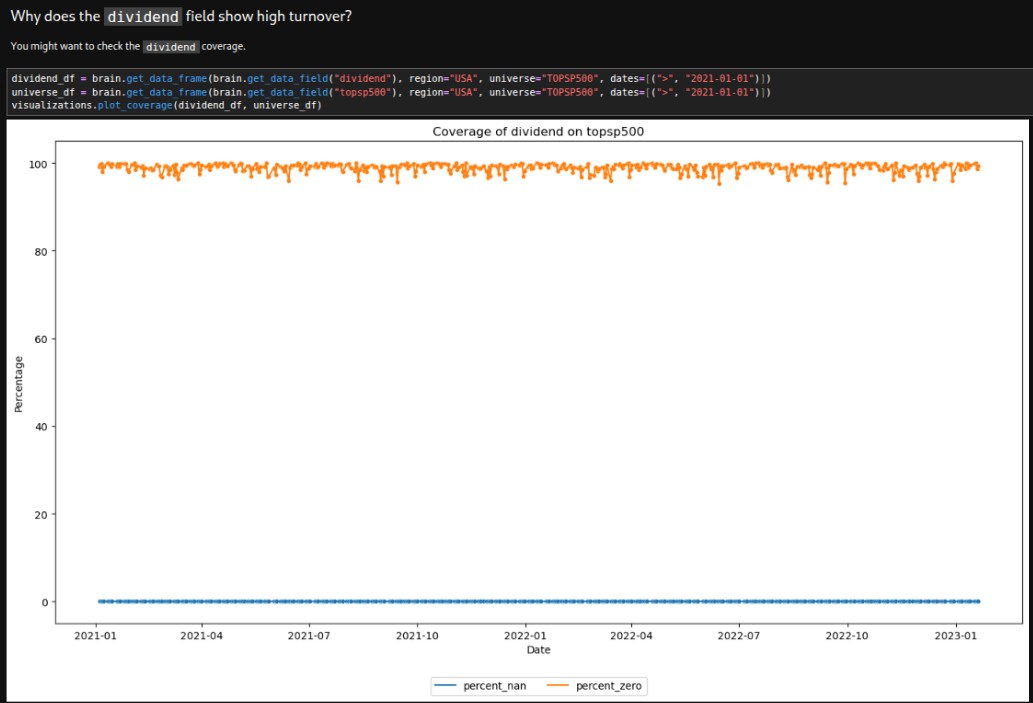 Why does the dividend field show high turnover?
You might want to check the dividend coverage.
dividend_df = brain.get_data_frame(brain.get_data_field("dividend"), region="USA", universe="TOPSP500", dates=[(">", "2021-01-01")])
universe_df = brain.get_data_frame(brain.get_data_field("topsp500"), region="USA", universe="TOPSP500", dates=[(">", "2021-01-01")])
visualizations.plot_coverage(dividend_df, universe_df)
Coverage of dividend on topsp500
100
80
60
40
20
0
Percentage
2021-01 2021-04 2021-07 2021-10 2022-01 2022-04 2022-07 2022-10 2023-01
Date
percent_nan percent_zero